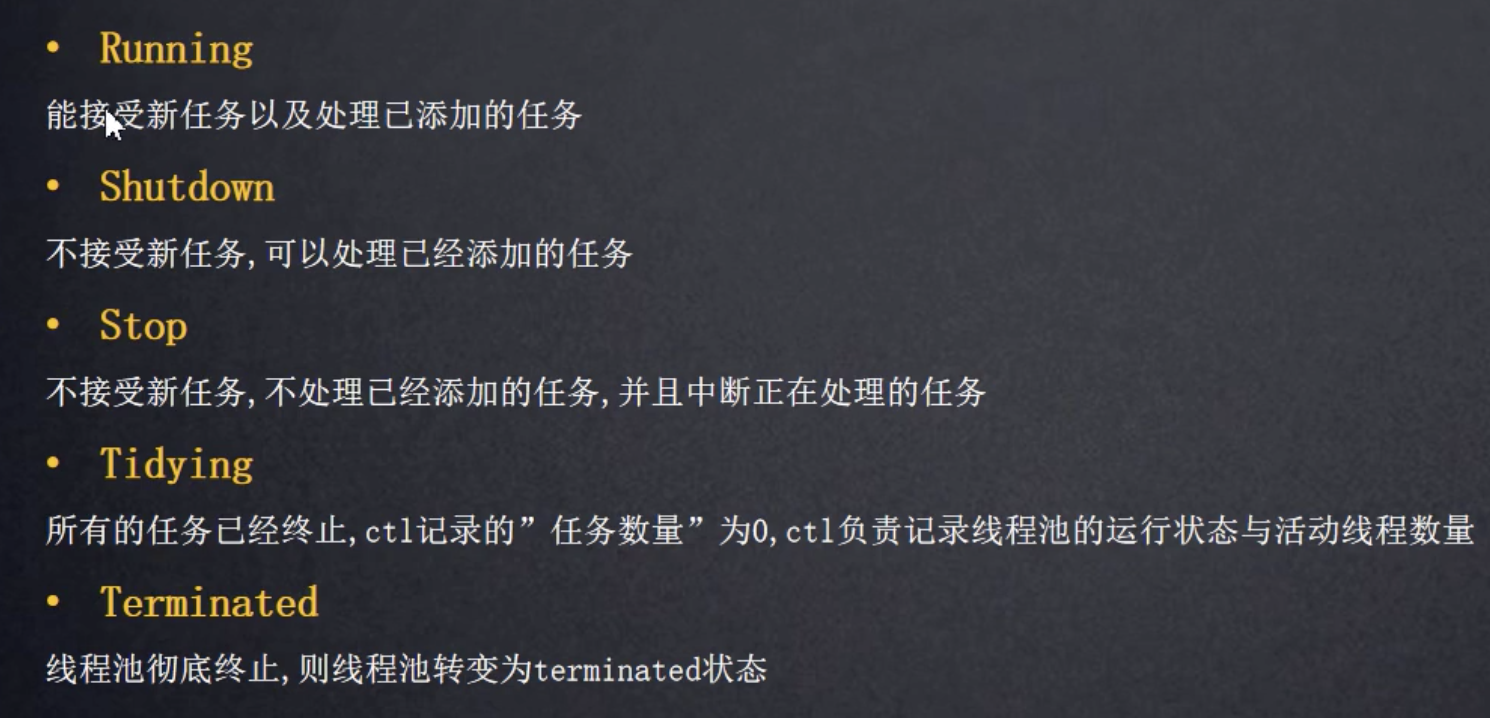 • Running
能接受新任务以及处理已添加的任务
• Shutdown
不接受新任务,可以处理已经添加的任务
• Stop
不接受新任务,不处理已经添加的任务,并且中断正在处理的任务
• Tidying
所有的任务已经终止,ctl记录的”任务数量”为0,ctl负责记录线程池的运行状态与活动线程数量
• Terminated
线程池彻底终止,则线程池转变为terminated状态